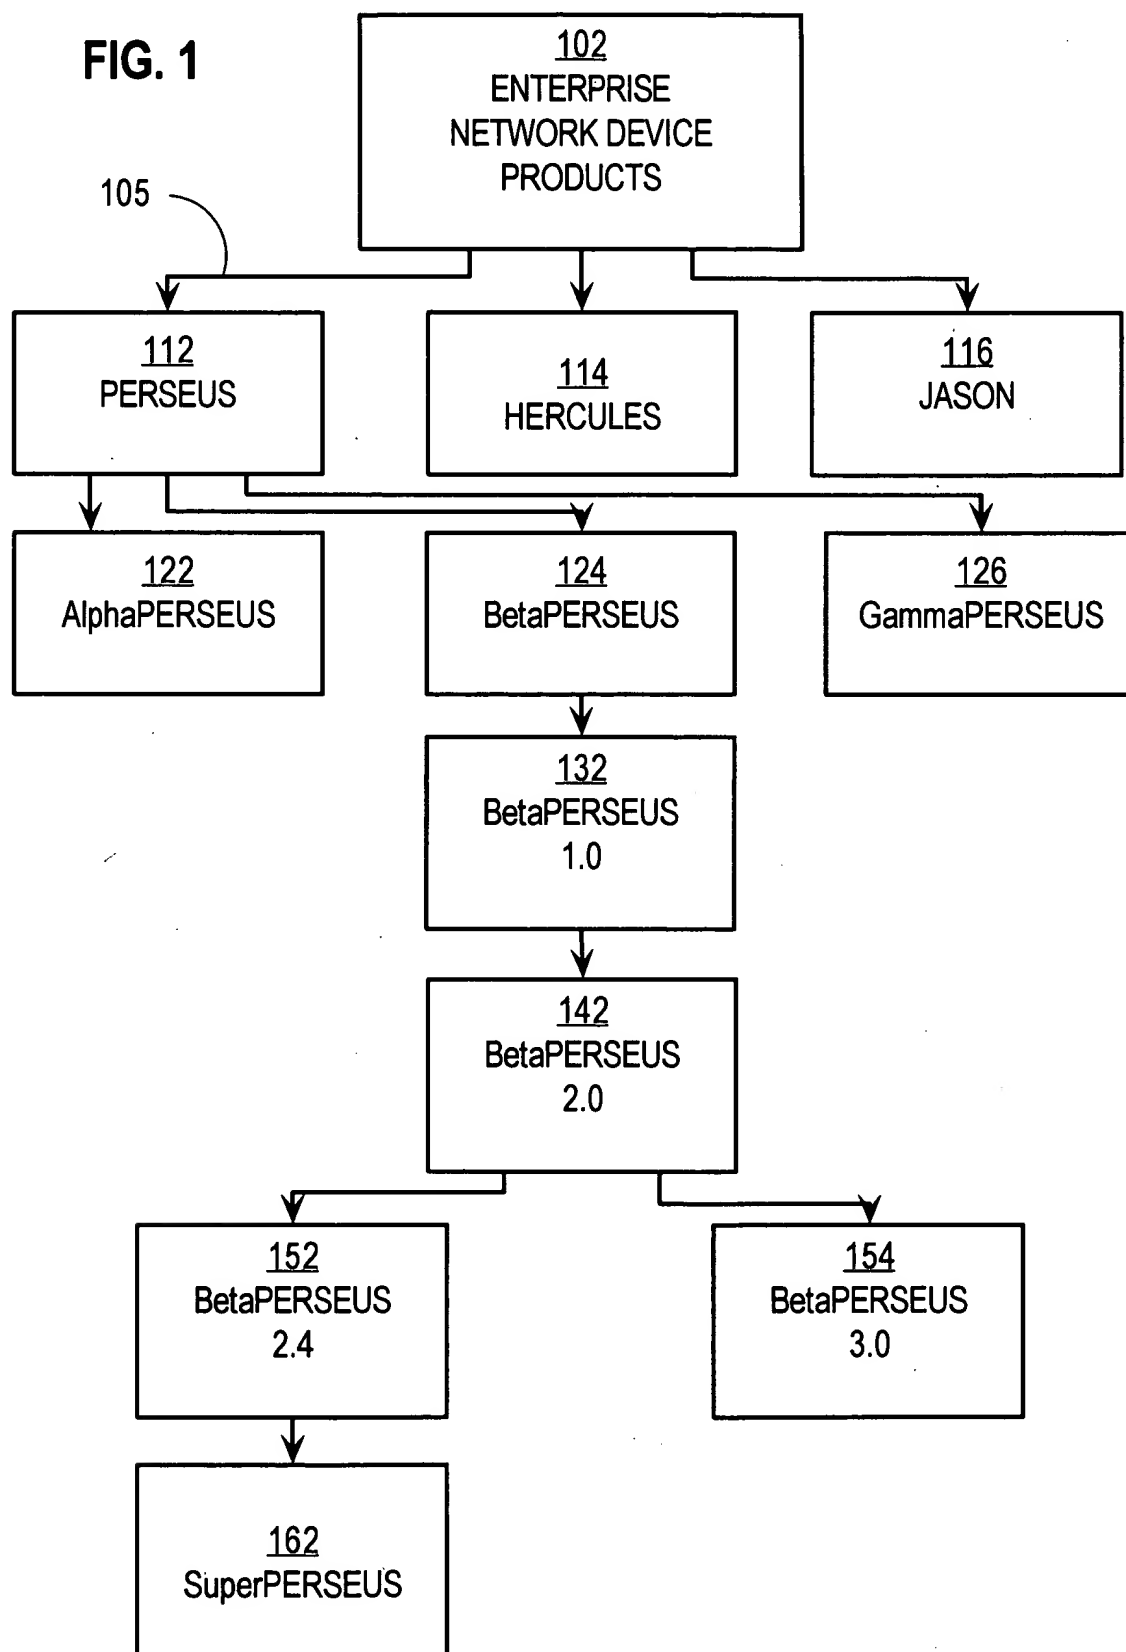 FIG. 1
102
ENTERPRISE
NETWORK DEVICE
PRODUCTS
105
112
PERSEUS
114
HERCULES
116
JASON
122
AlphaPERSEUS
124
BetaPERSEUS
126
GammaPERSEUS
132
BetaPERSEUS
1.0
142
BetaPERSEUS
2.0
152
BetaPERSEUS
2.4
154
BetaPERSEUS
3.0
162
SuperPERSEUS